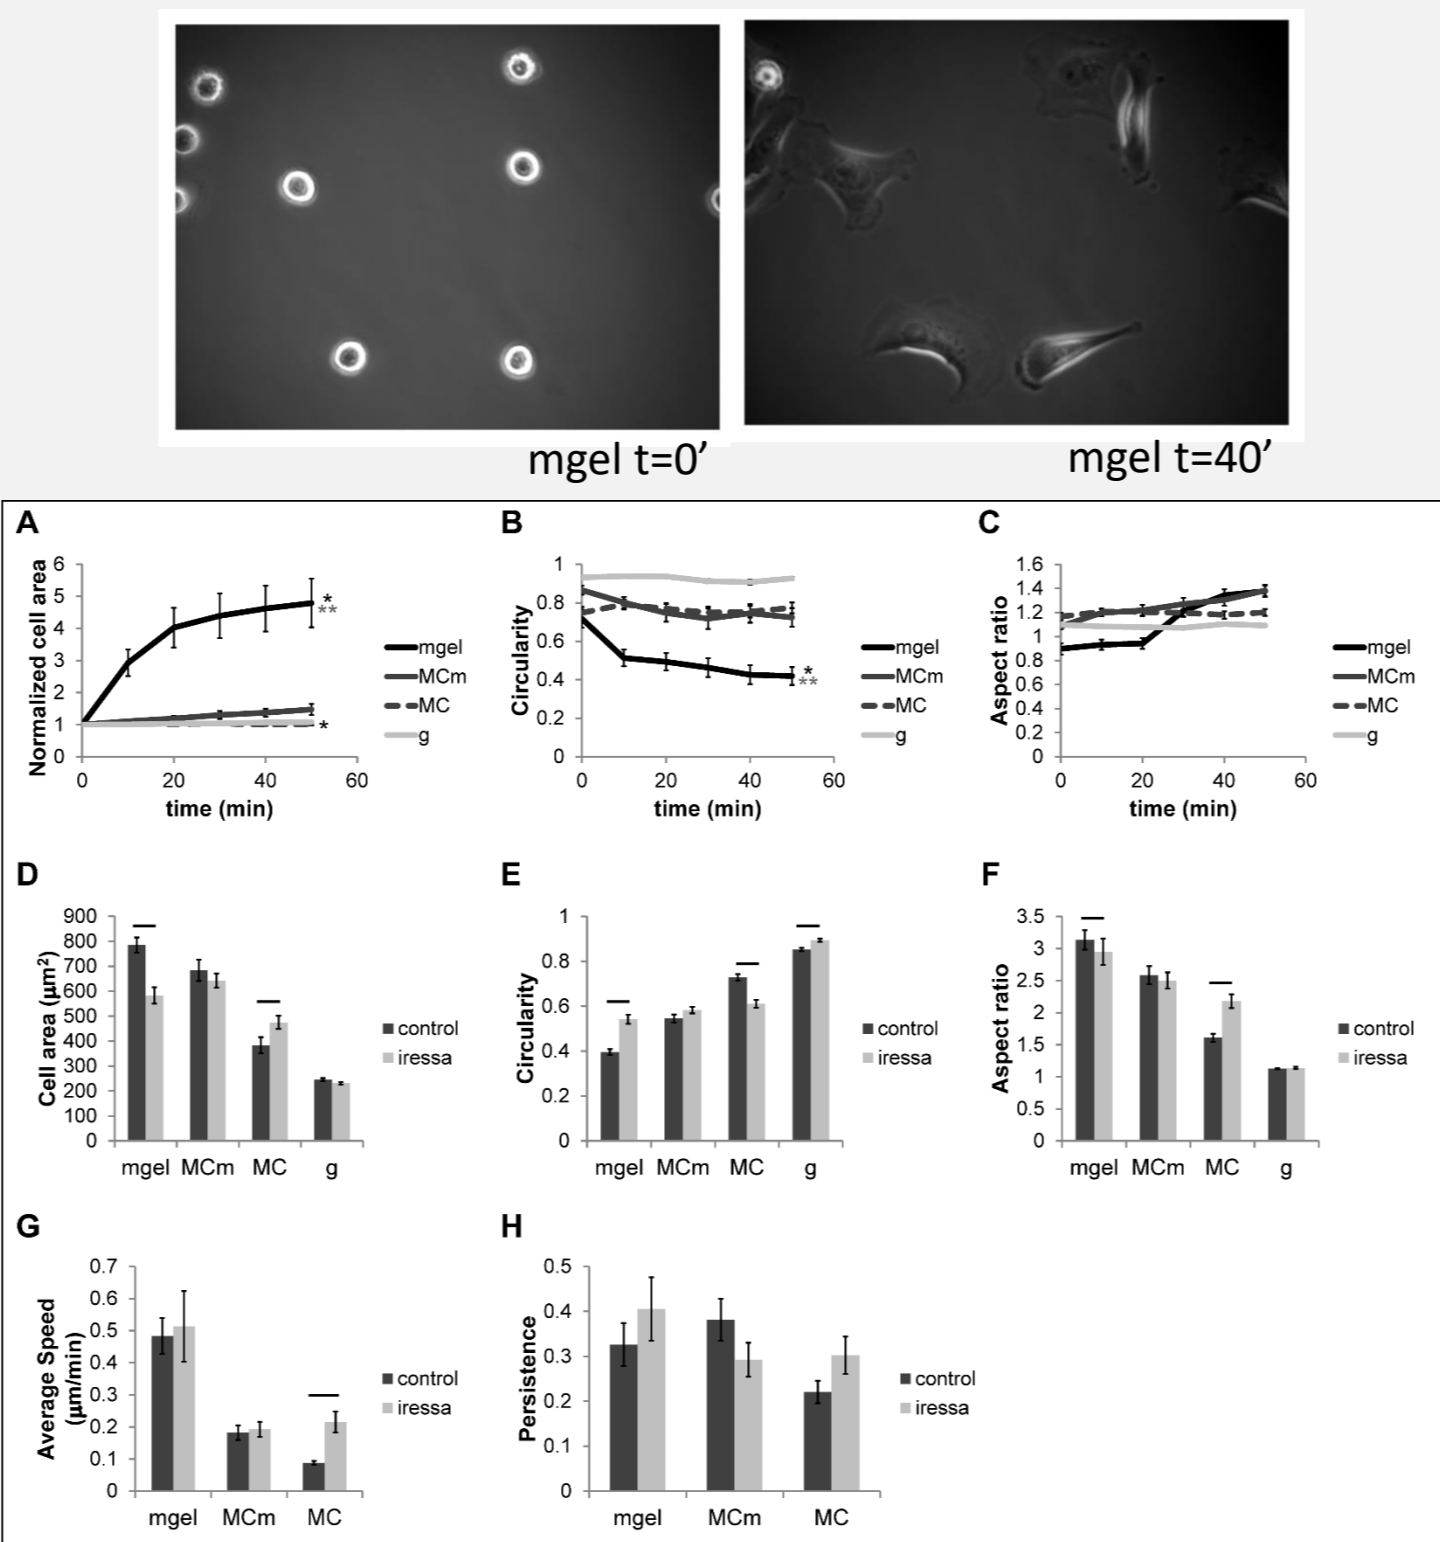 mgel t=0’
mgel t=40’
A
Normalized cell area
6
5
4
3
2
1
0
0 20 40 60
time (min)
*
**
*
mgel
MCm
MC
g
B
Circularity
1
0.8
0.6
0.4
0.2
0
0 20 40 60
time (min)
*
**
mgel
MCm
MC
g
C
Aspect ratio
1.6
1.4
1.2
1
0.8
0.6
0.4
0.2
0
0 20 40 60
time (min)
mgel
MCm
MC
g
D
Cell area (µm²)
900
800
700
600
500
400
300
200
100
0
mgel MCm MC g
control
iressa
E
Circularity
1
0.8
0.6
0.4
0.2
0
mgel MCm MC g
control
iressa
F
Aspect ratio
3.5
3
2.5
2
1.5
1
0.5
0
mgel MCm MC g
control
iressa
G
Average Speed
(µm/min)
0.7
0.6
0.5
0.4
0.3
0.2
0.1
0
mgel MCm MC
control
iressa
H
Persistence
0.5
0.4
0.3
0.2
0.1
0
mgel MCm MC
control
iressa